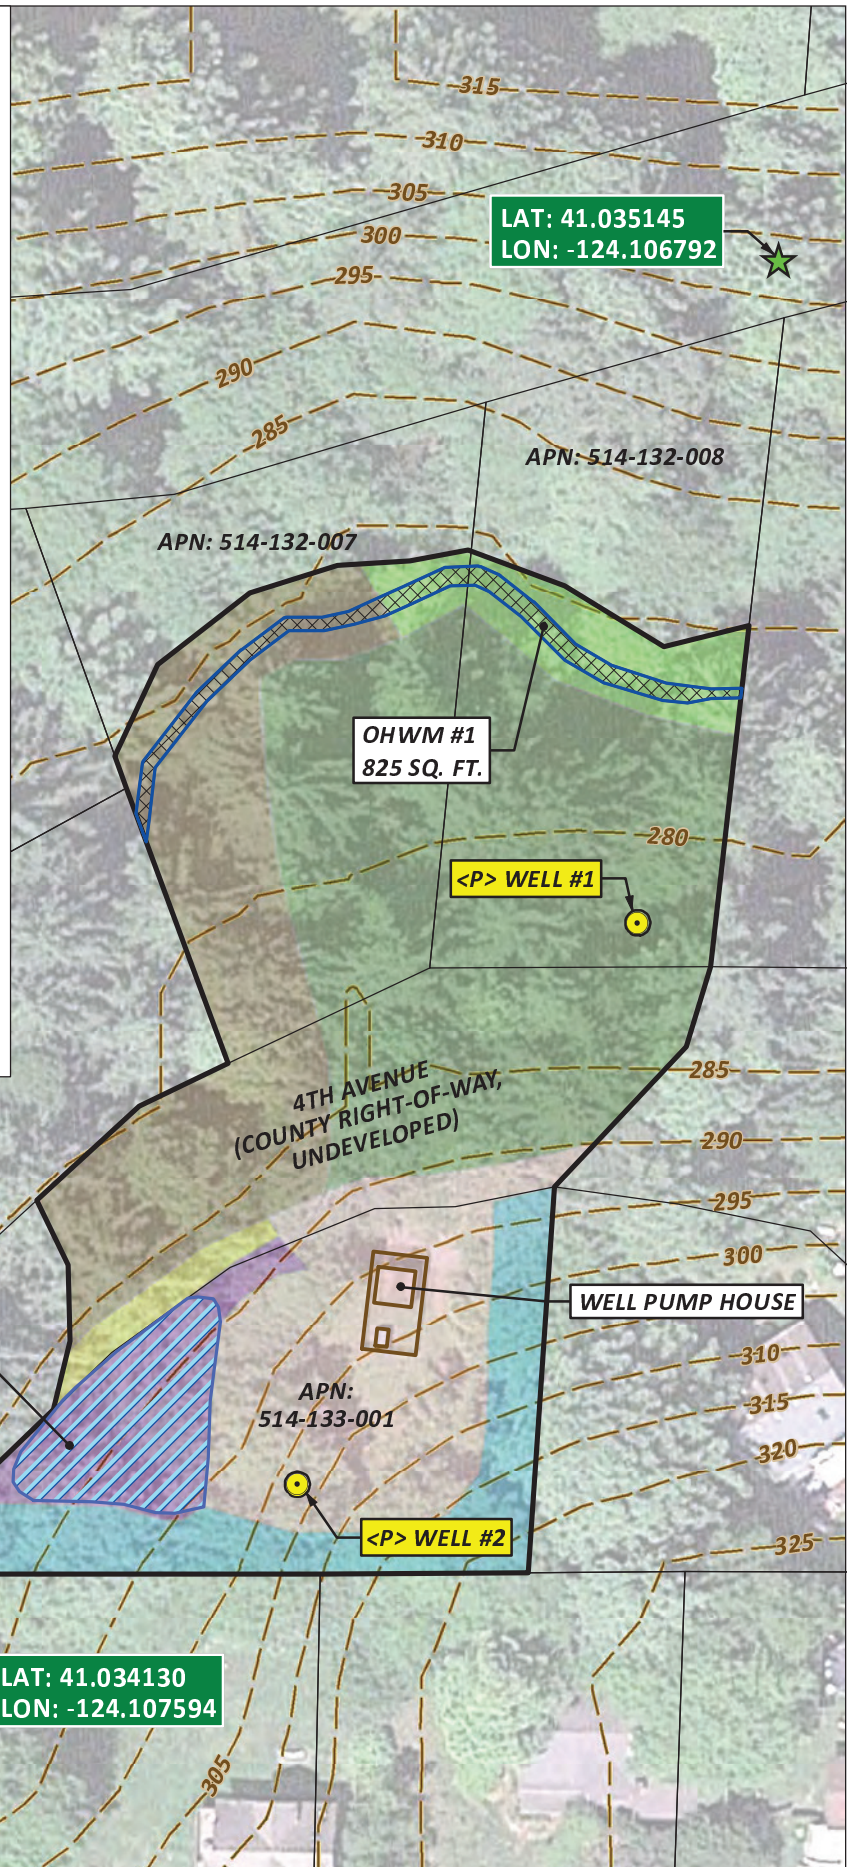 315
310
305
LAT: 41.035145
LON: -124.106792
300
295
290
285
APN: 514-132-008
APN: 514-132-007
OHWM #1
825 SQ. FT.
280
<P> WELL #1
285
4TH AVENUE
(COUNTY RIGHT-OF-WAY,
UNDEVELOPED)
290
295
300
WELL PUMP HOUSE
310
APN:
514-133-001
315
320
<P> WELL #2
325
LAT: 41.034130
LON: -124.107594
305